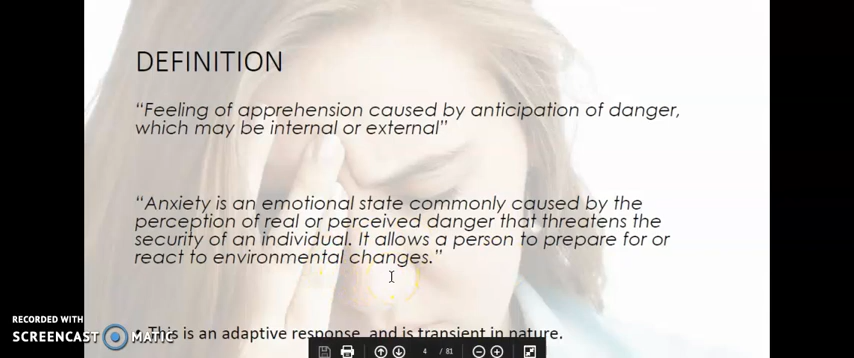 DEFINITION
“Feeling of apprehension caused by anticipation of danger,
which may be internal or external”
“Anxiety is an emotional state commonly caused by the
perception of real or perceived danger that threatens the
security of an individual. It allows a person to prepare for or
react to environmental changes.”
• This is an adaptive response, and is transient in nature.
RECORDED WITH
SCREENCAST MATIC
4 / 81